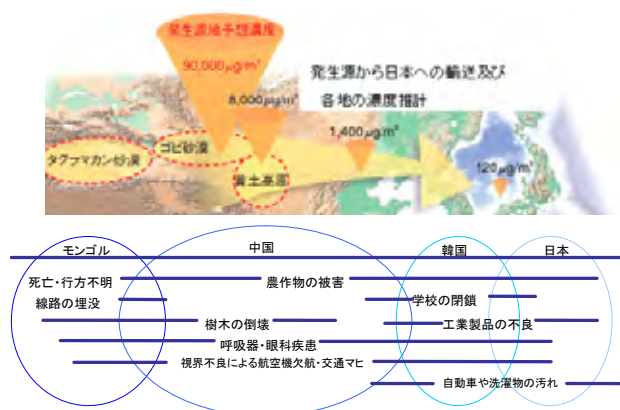 発生源地予想濃度
90,000μg/m³
発生源から日本への輸送及び
各地の濃度推計
8,000μg/m³
1,400μg/m³
ゴビ砂漠
タクラマカン砂漠
黄土高原
120μg/m³
モンゴル
中国
韓国
日本
死亡・行方不明
農作物の被害
線路の埋没
学校の閉鎖
樹木の倒壊
工業製品の不良
呼吸器・眼科疾患
視界不良による航空機欠航・交通マヒ
自動車や洗濯物の汚れ